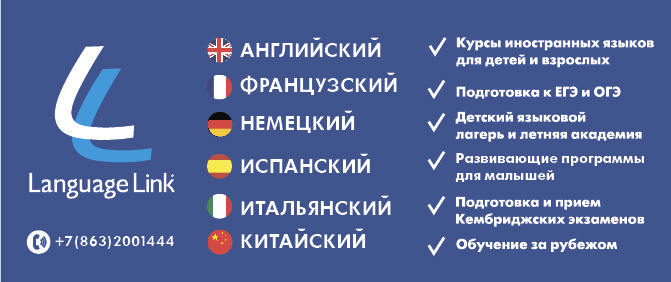 Language Link
+7(863)2001444
АНГЛИЙСКИЙ
ФРАНЦУЗСКИЙ
НЕМЕЦКИЙ
ИСПАНСКИЙ
ИТАЛЬЯНСКИЙ
КИТАЙСКИЙ
Курсы иностранных языков
для детей и взрослых
Подготовка к ЕГЭ и ОГЭ
Детский языковой
лагерь и летняя академия
Развивающие программы
для малышей
Подготовка и прием
Кембриджских экзаменов
Обучение за рубежом